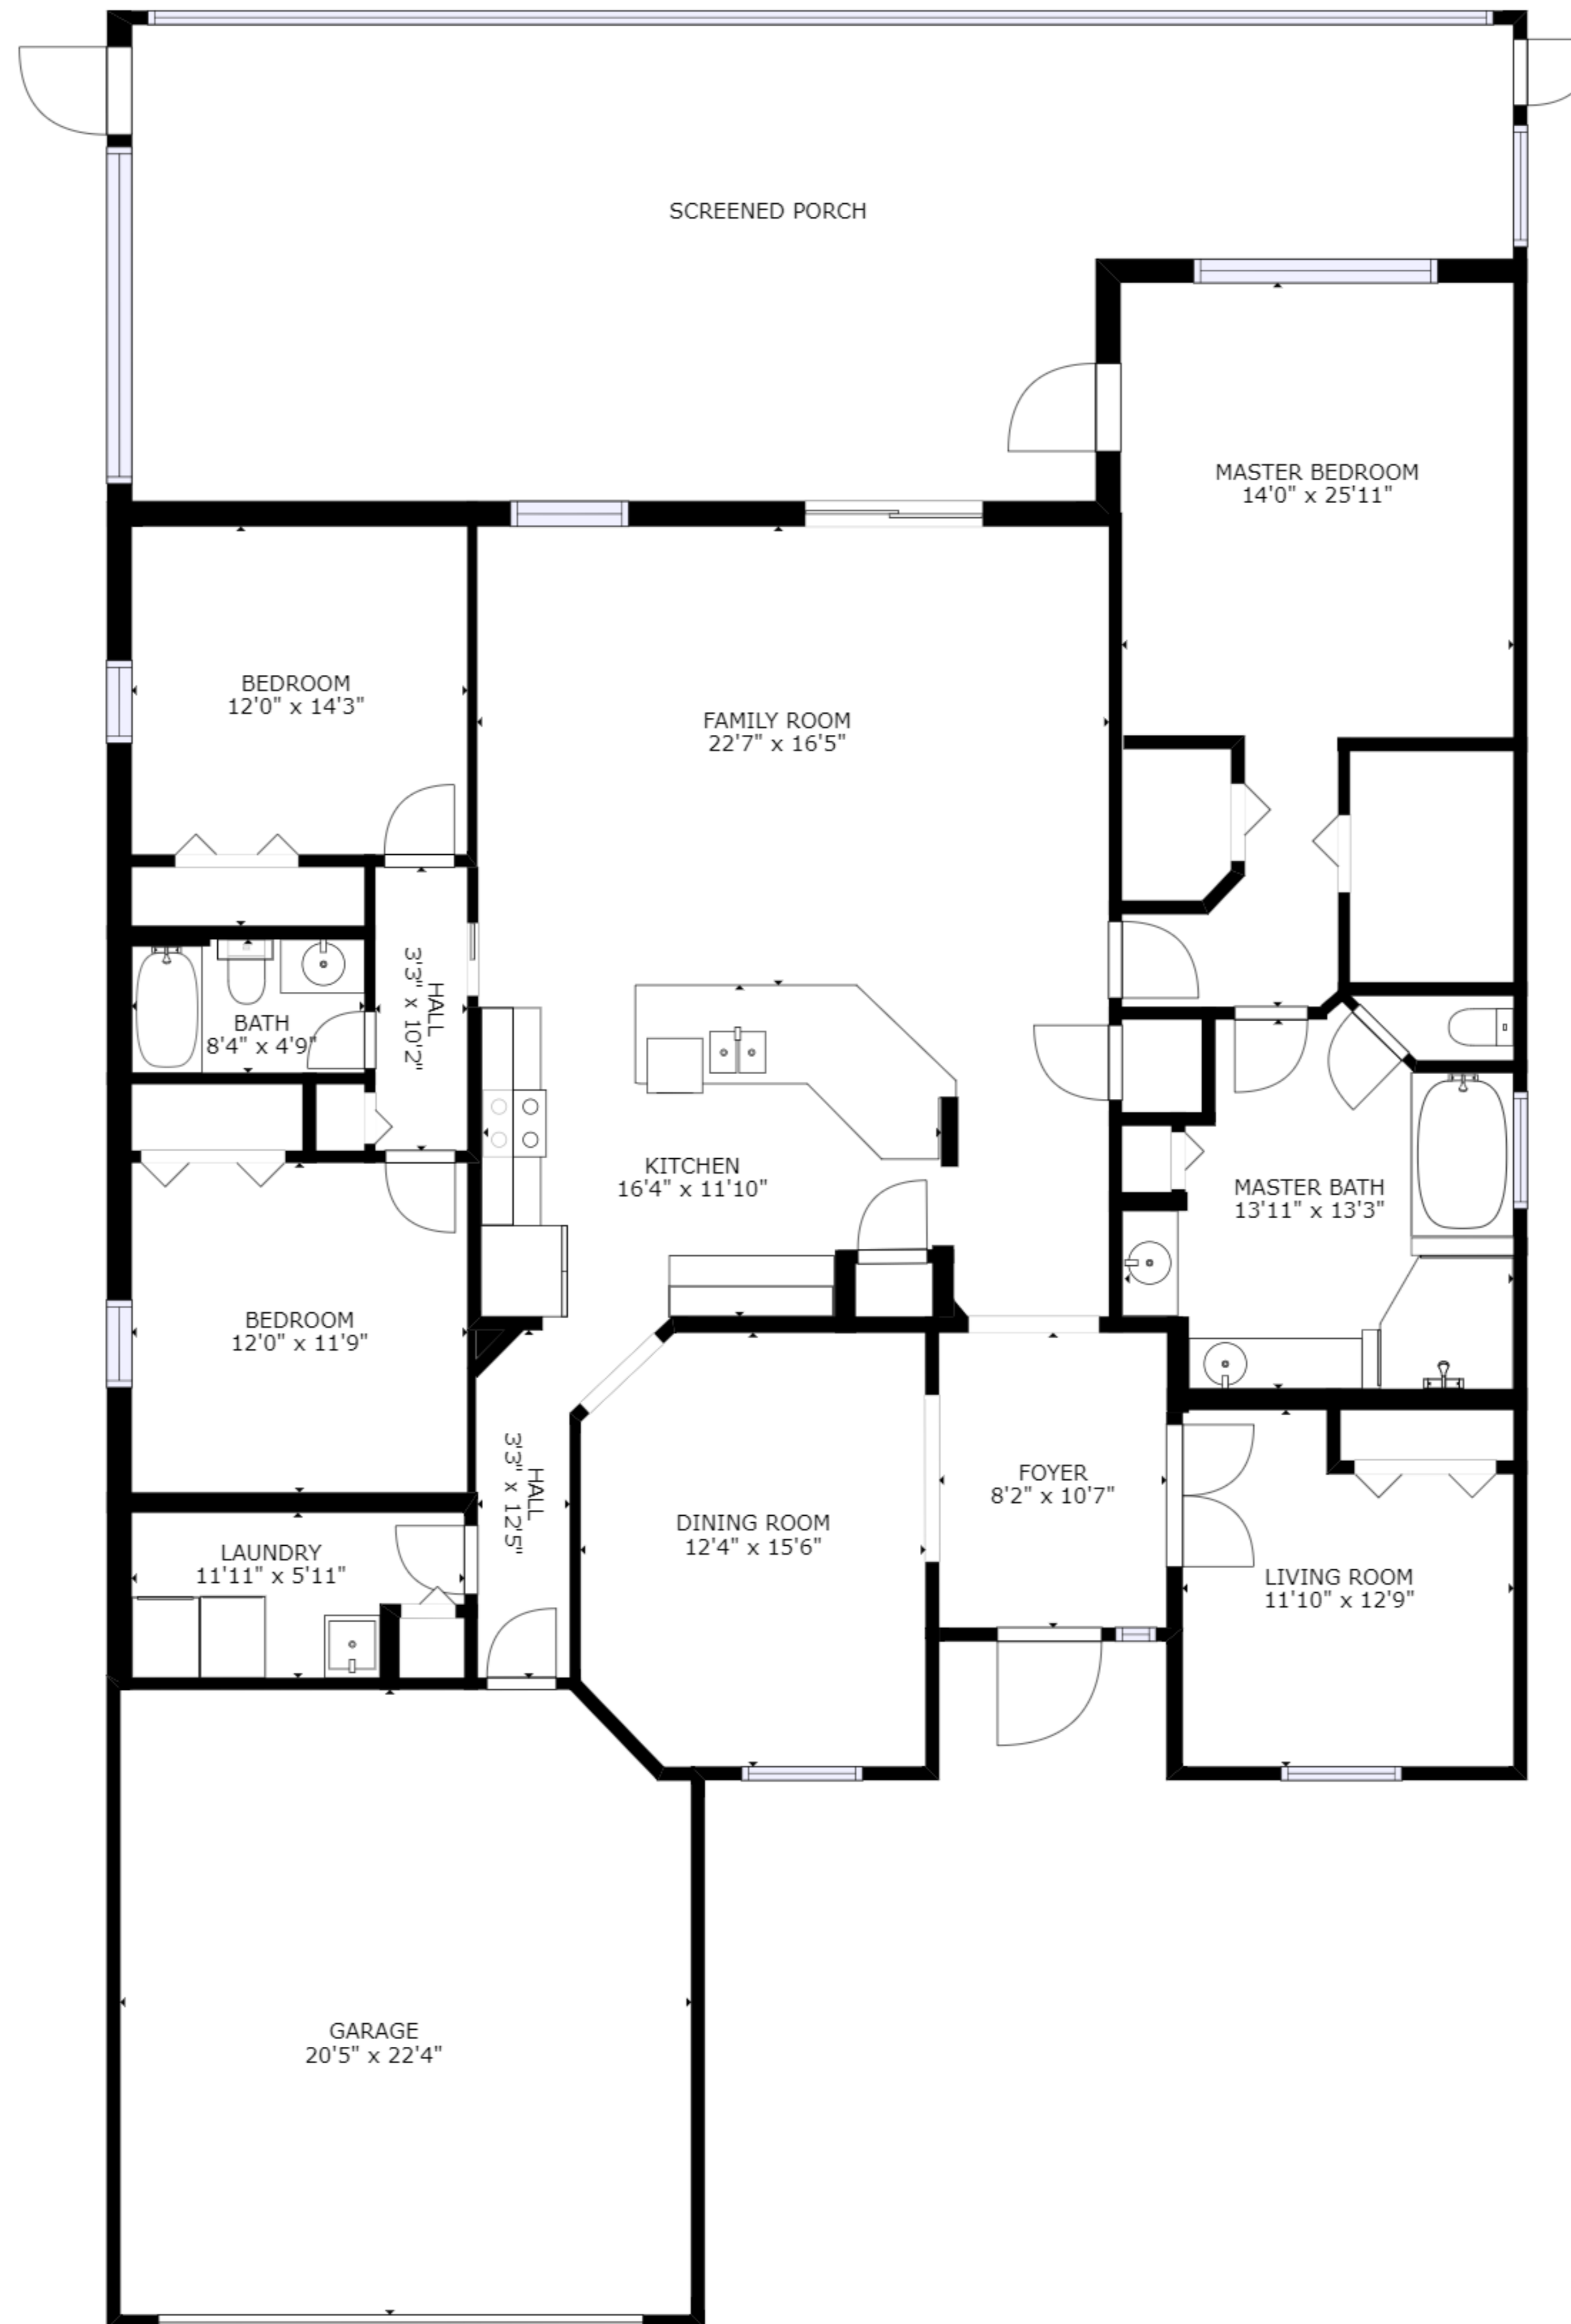 SCREENED PORCH
MASTER BEDROOM
14'0" x 25'11"
BEDROOM
12'0" x 14'3"
FAMILY ROOM
22'7" x 16'5"
HALL
3'3" x 10'2"
BATH
8'4" x 4'9"
KITCHEN
16'4" x 11'10"
MASTER BATH
13'11" x 13'3"
BEDROOM
12'0" x 11'9"
HALL
3'3" x 12'5"
FOYER
8'2" x 10'7"
DINING ROOM
12'4" x 15'6"
LAUNDRY
11'11" x 5'11"
LIVING ROOM
11'10" x 12'9"
GARAGE
20'5" x 22'4"